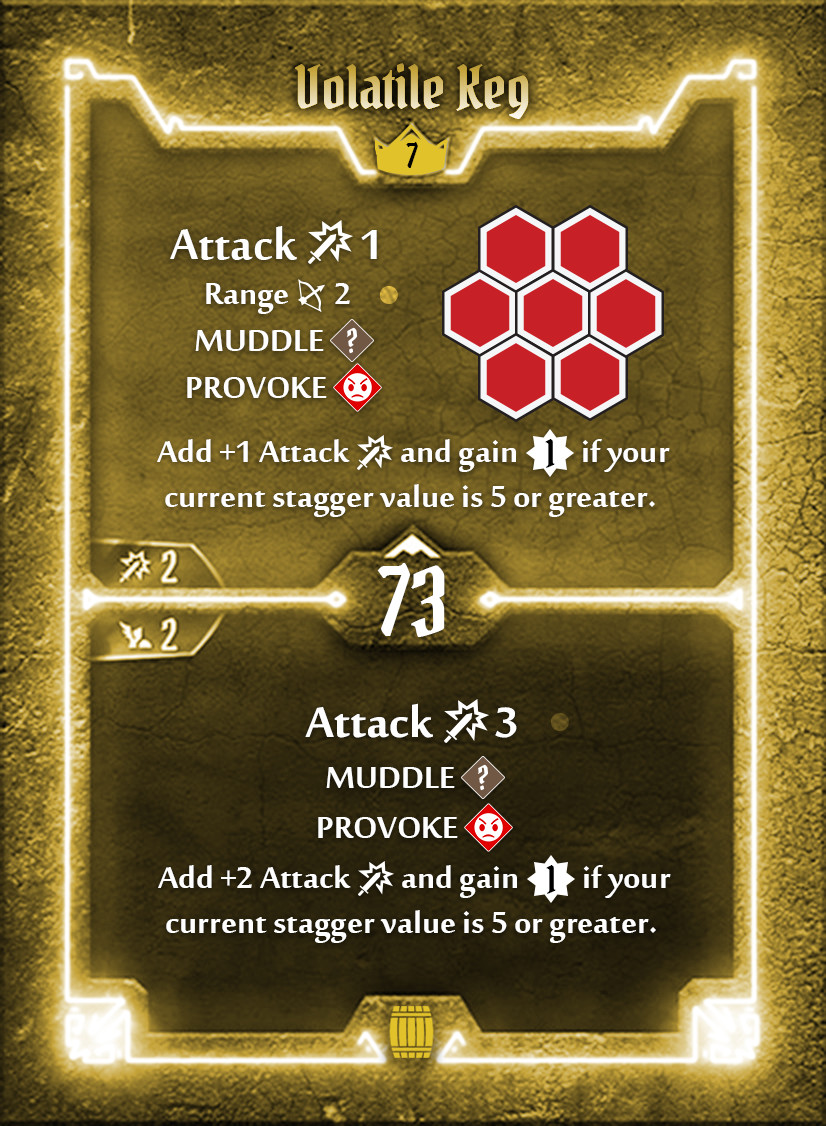 Volatile Keg
7
Attack 1
Range 2
MUDDLE ?
PROVOKE
Add +1 Attack and gain 1 if your
current stagger value is 5 or greater.
2
73
2
Attack 3
MUDDLE ?
PROVOKE
Add +2 Attack and gain 1 if your
current stagger value is 5 or greater.